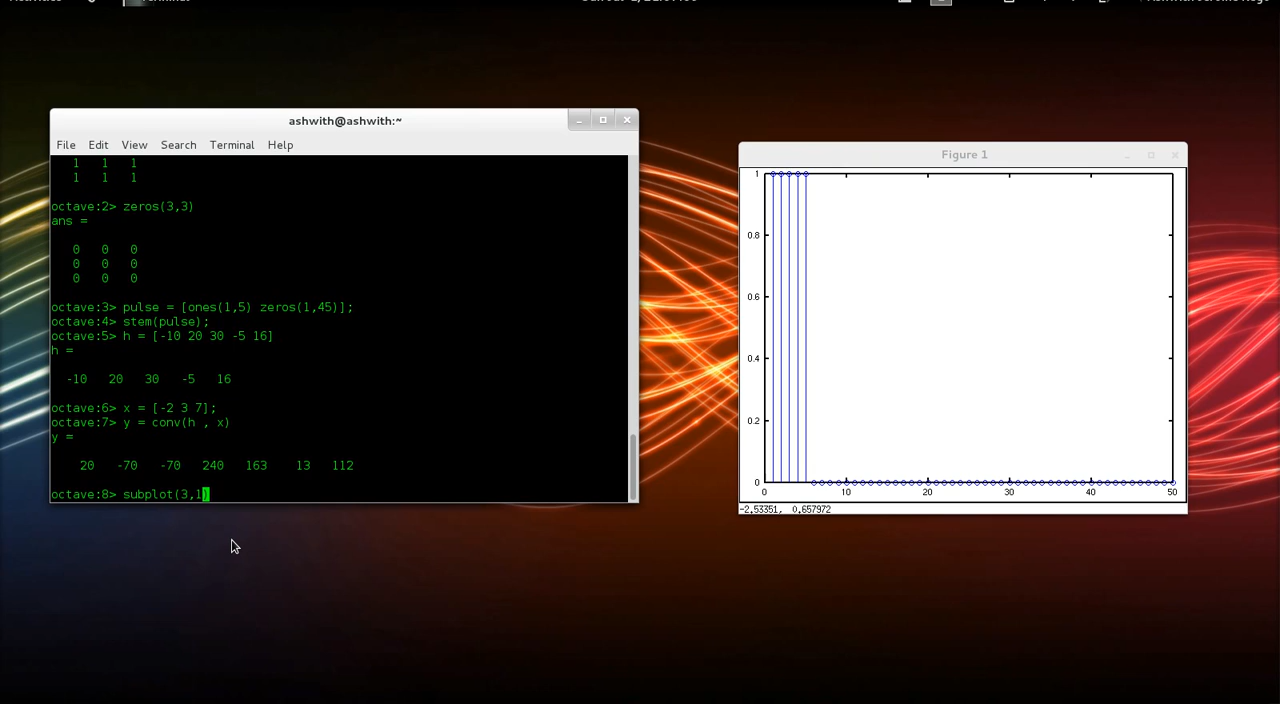 ashwith@ashwith:~
File Edit View Search Terminal Help
1 1 1
1 1 1
octave:2> zeros(3,3)
ans =
0 0 0
0 0 0
0 0 0
octave:3> pulse = [ones(1,5) zeros(1,45)];
octave:4> stem(pulse);
octave:5> h = [-10 20 30 -5 16]
h =
-10 20 30 -5 16
octave:6> x = [-2 3 7];
octave:7> y = conv(h , x)
y =
20 -70 -70 240 163 13 112
octave:8> subplot(3,1)
Figure 1
1
0.8
0.6
0.4
0.2
0
0 10 20 30 40 50
-2.53351, 0.657972